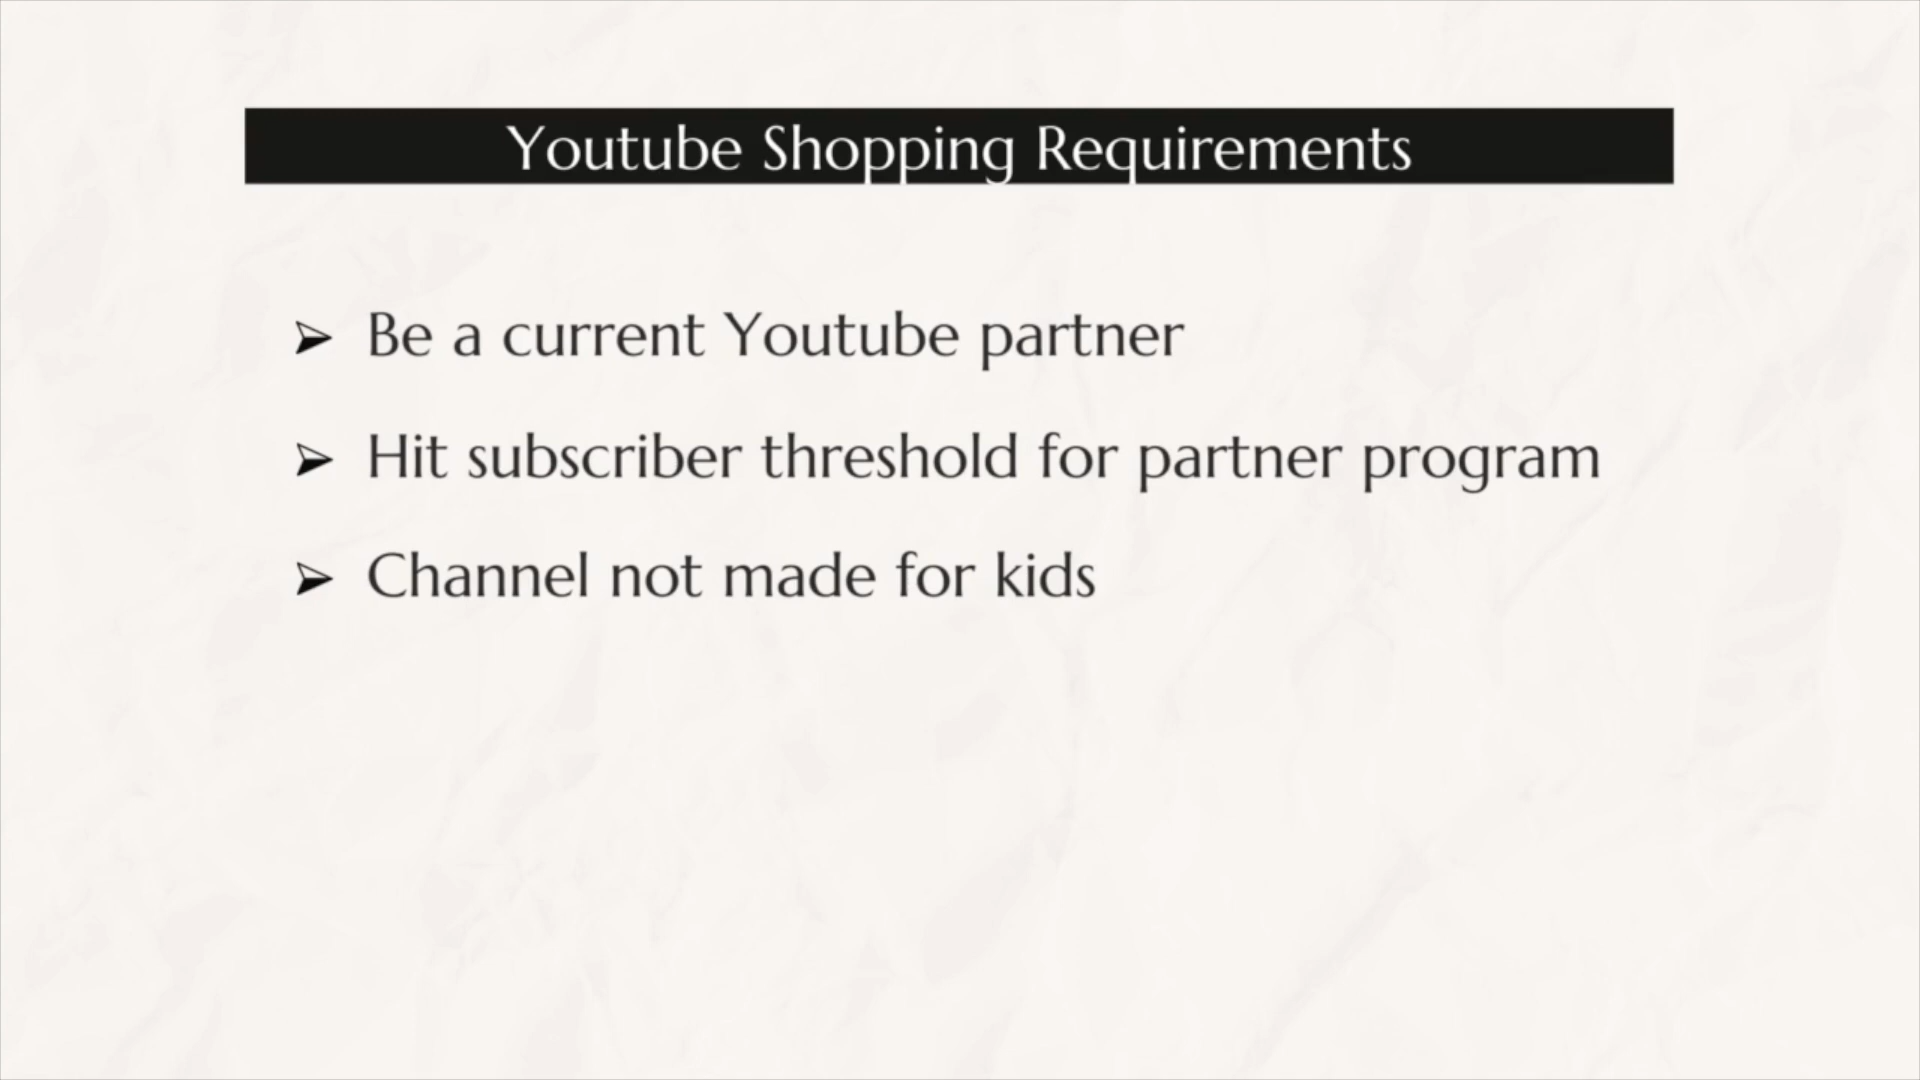 Youtube Shopping Requirements
➢ Be a current Youtube partner
➢ Hit subscriber threshold for partner program
➢ Channel not made for kids